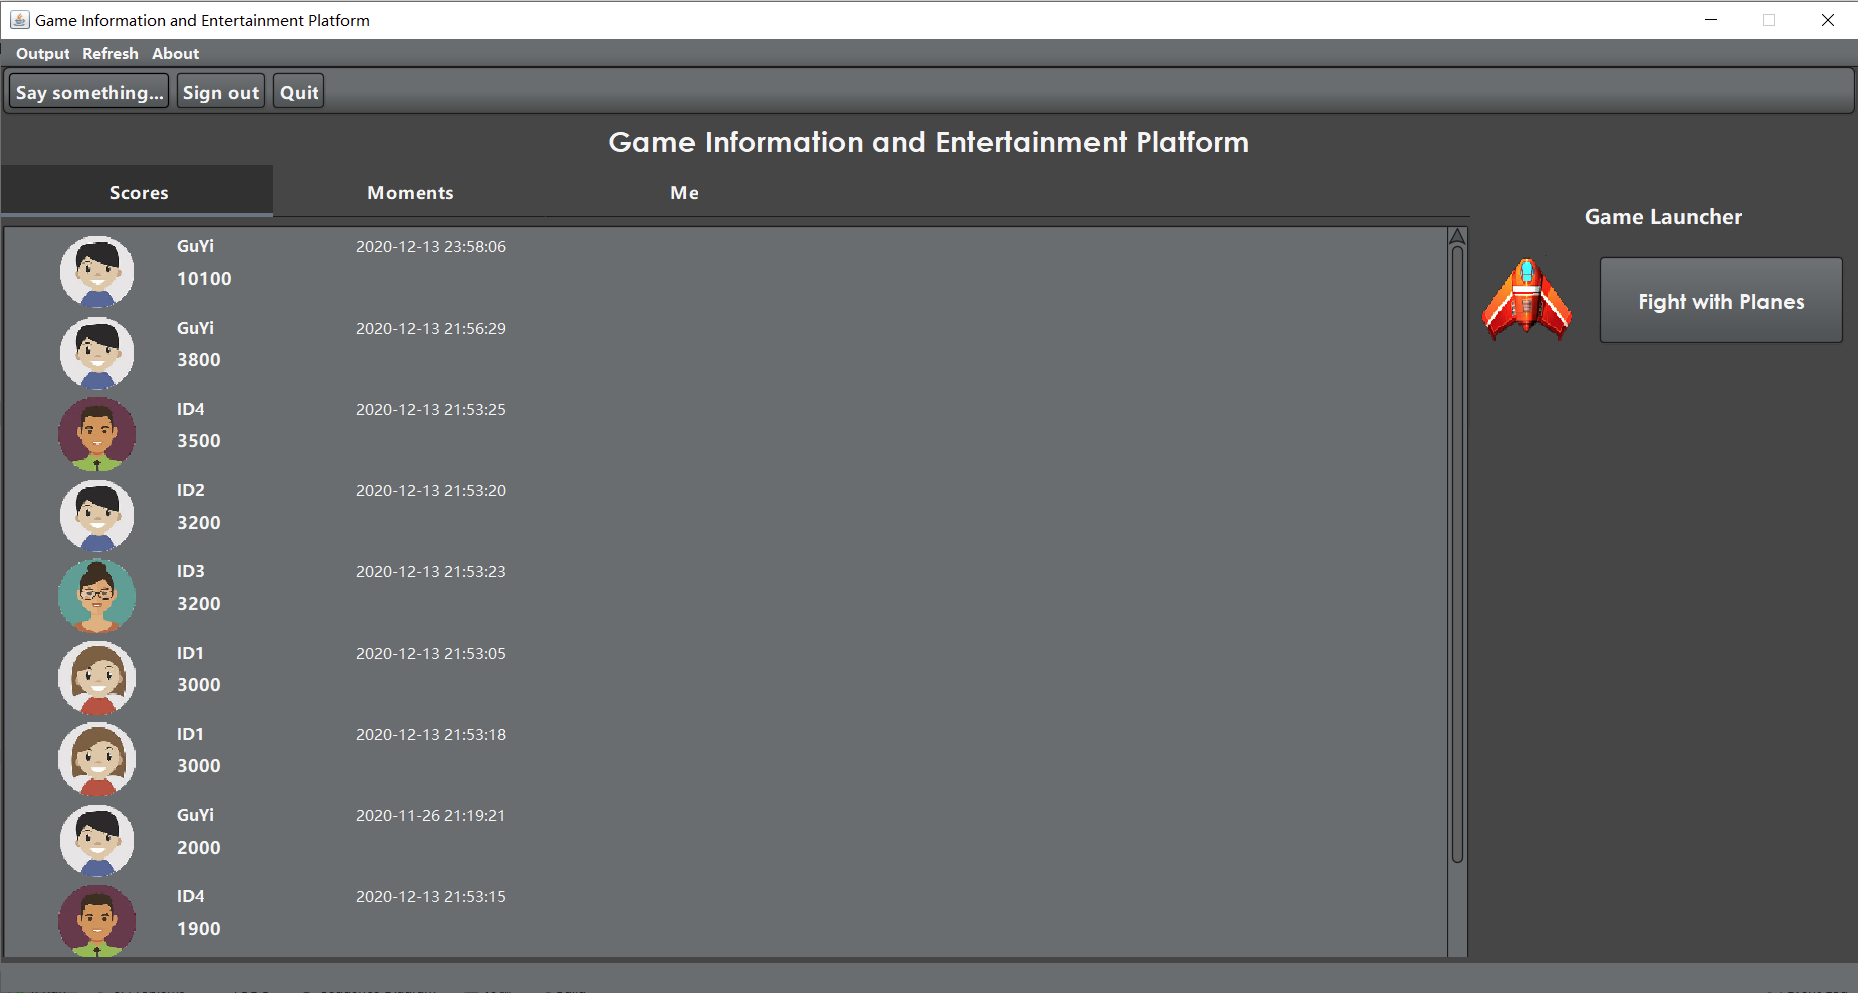 Game Information and Entertainment Platform
Output Refresh About
Say something... Sign out Quit
Game Information and Entertainment Platform
Scores Moments Me
Game Launcher
Fight with Planes
GuYi 2020-12-13 23:58:06
10100
GuYi 2020-12-13 21:56:29
3800
ID4 2020-12-13 21:53:25
3500
ID2 2020-12-13 21:53:20
3200
ID3 2020-12-13 21:53:23
3200
ID1 2020-12-13 21:53:05
3000
ID1 2020-12-13 21:53:18
3000
GuYi 2020-11-26 21:19:21
2000
ID4 2020-12-13 21:53:15
1900